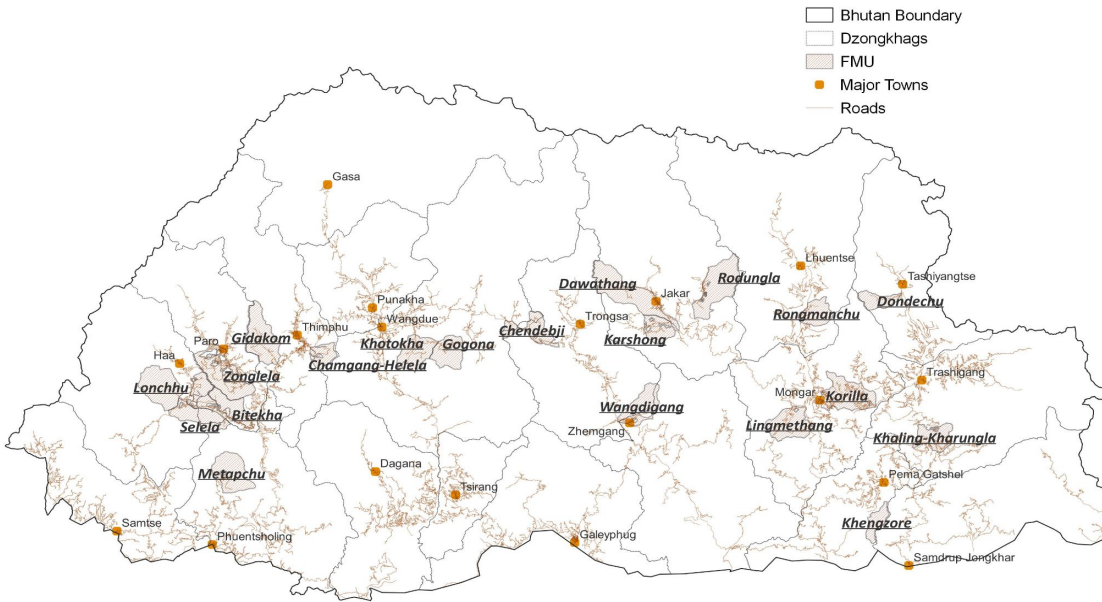 Bhutan Boundary
Dzongkhags
FMU
Major Towns
Roads
Gasa
Lhuentse
Tashiyangtse
Rodungla
Dawathang
Jakar
Dondechu
Punakha
Rongmanchu
Wangdue
Trongsa
Chendebji
Thimphu
Gidakom
Paro
Khotokha
Gogona
Karshong
Haa
Chamgang-Helela
Zonglela
Trashigang
Lonchhu
Mongar
Korilla
Wangdigang
Bitekha
Selela
Zhemgang
Lingmethang
Khaling-Kharungla
Metapchu
Dagana
Pema Gatshel
Tsirang
Khengzore
Samtse
Phuentsholing
Galeyphug
Samdrup Jongkhar